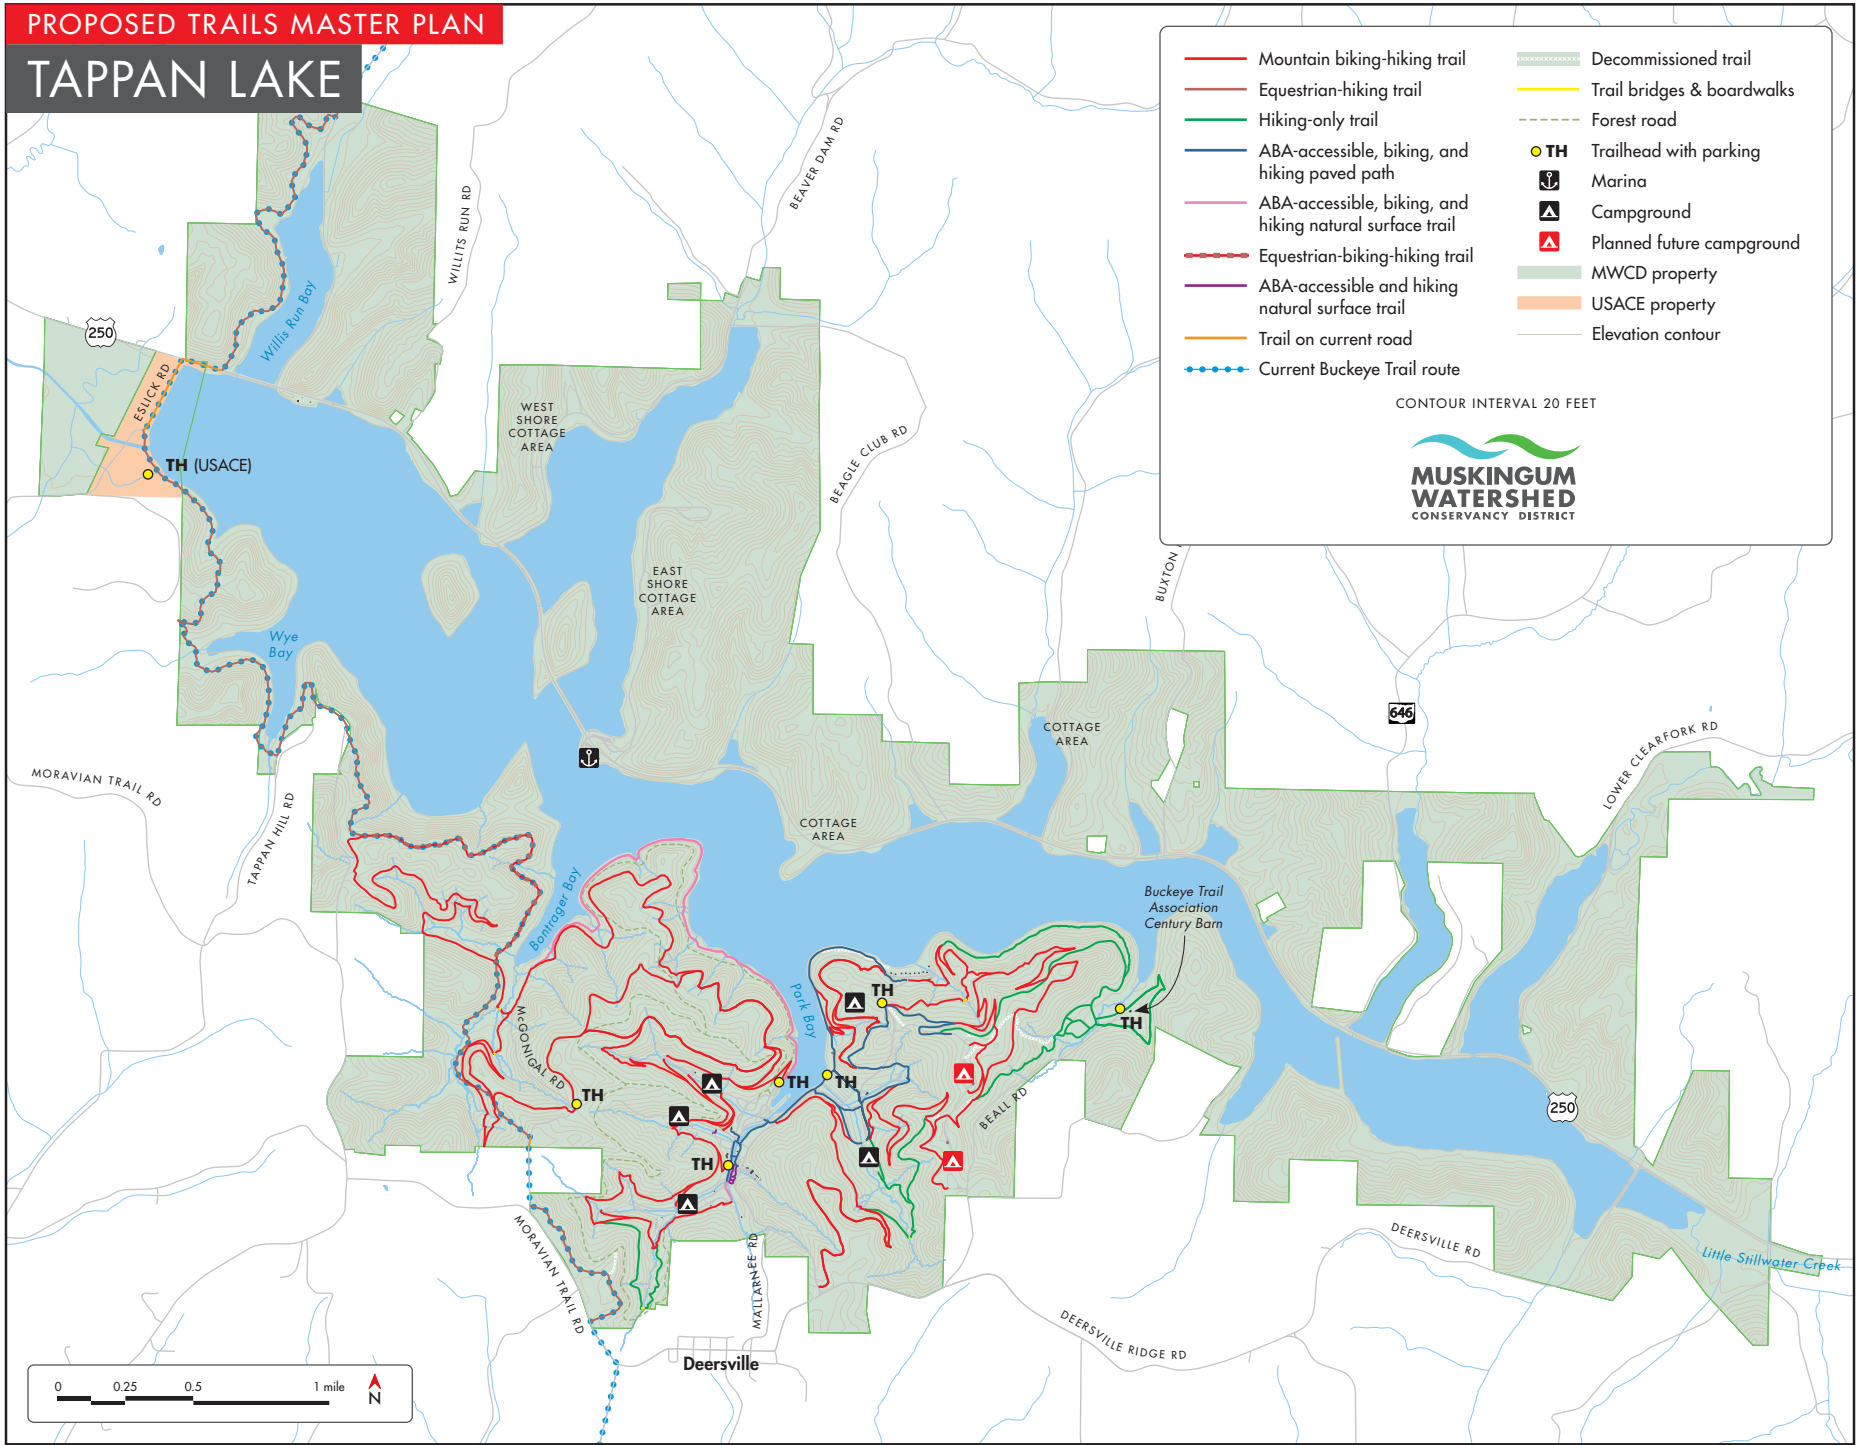 PROPOSED TRAILS MASTER PLAN
TAPPAN LAKE
Mountain biking-hiking trail
Equestrian-hiking trail
Hiking-only trail
ABA-accessible, biking, and
hiking paved path
ABA-accessible, biking, and
hiking natural surface trail
Equestrian-biking-hiking trail
ABA-accessible and hiking
natural surface trail
Trail on current road
Current Buckeye Trail route
Decommissioned trail
Trail bridges & boardwalks
Forest road
TH Trailhead with parking
Marina
Campground
Planned future campground
MWCD property
USACE property
Elevation contour
CONTOUR INTERVAL 20 FEET
MUSKINGUM
WATERSHED
CONSERVANCY DISTRICT
BEAVER DAM RD
WILLITS RUN RD
Willis Run Bay
250
ESLICK RD
TH (USACE)
WEST
SHORE
COTTAGE
AREA
BEAGLE CLUB RD
EAST
SHORE
COTTAGE
AREA
BUXTON
Wye
Bay
646
COTTAGE
AREA
LOWER CLEARFORK RD
MORAVIAN TRAIL RD
TAPPAN HILL RD
COTTAGE
AREA
Bontrager Bay
Buckeye Trail
Association
Century Barn
Park Bay
TH
TH
McGONIGAL RD
TH
TH
TH
BEALL RD
250
TH
MORAVIAN TRAIL RD
MALLARNEE RD
DEERSVILLE RD
Little Stillwater Creek
DEERSVILLE RIDGE RD
Deersville
0 0.25 0.5 1 mile
N